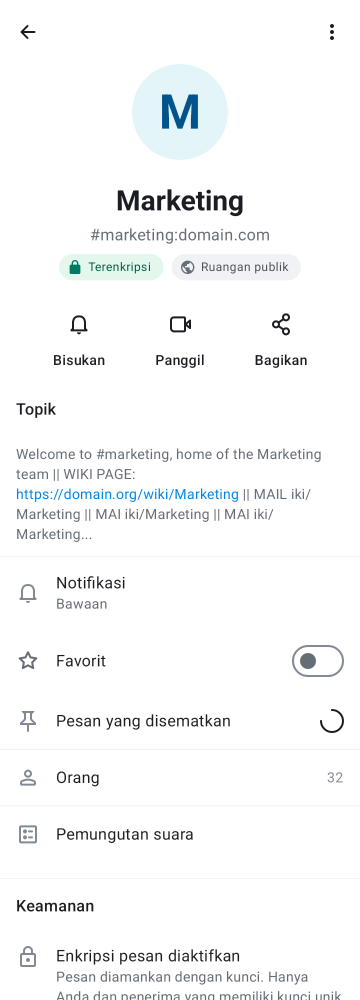 M
Marketing
#marketing:domain.com
Terenkripsi
Ruangan publik
Bisukan
Panggil
Bagikan
Topik
Welcome to #marketing, home of the Marketing
team || WIKI PAGE:
https://domain.org/wiki/Marketing || MAIL iki/
Marketing || MAI iki/Marketing || MAI iki/
Marketing...
Notifikasi
Bawaan
Favorit
Pesan yang disematkan
Orang
32
Pemungutan suara
Keamanan
Enkripsi pesan diaktifkan
Pesan diamankan dengan kunci. Hanya
Anda dan penerima yang memiliki kunci unik